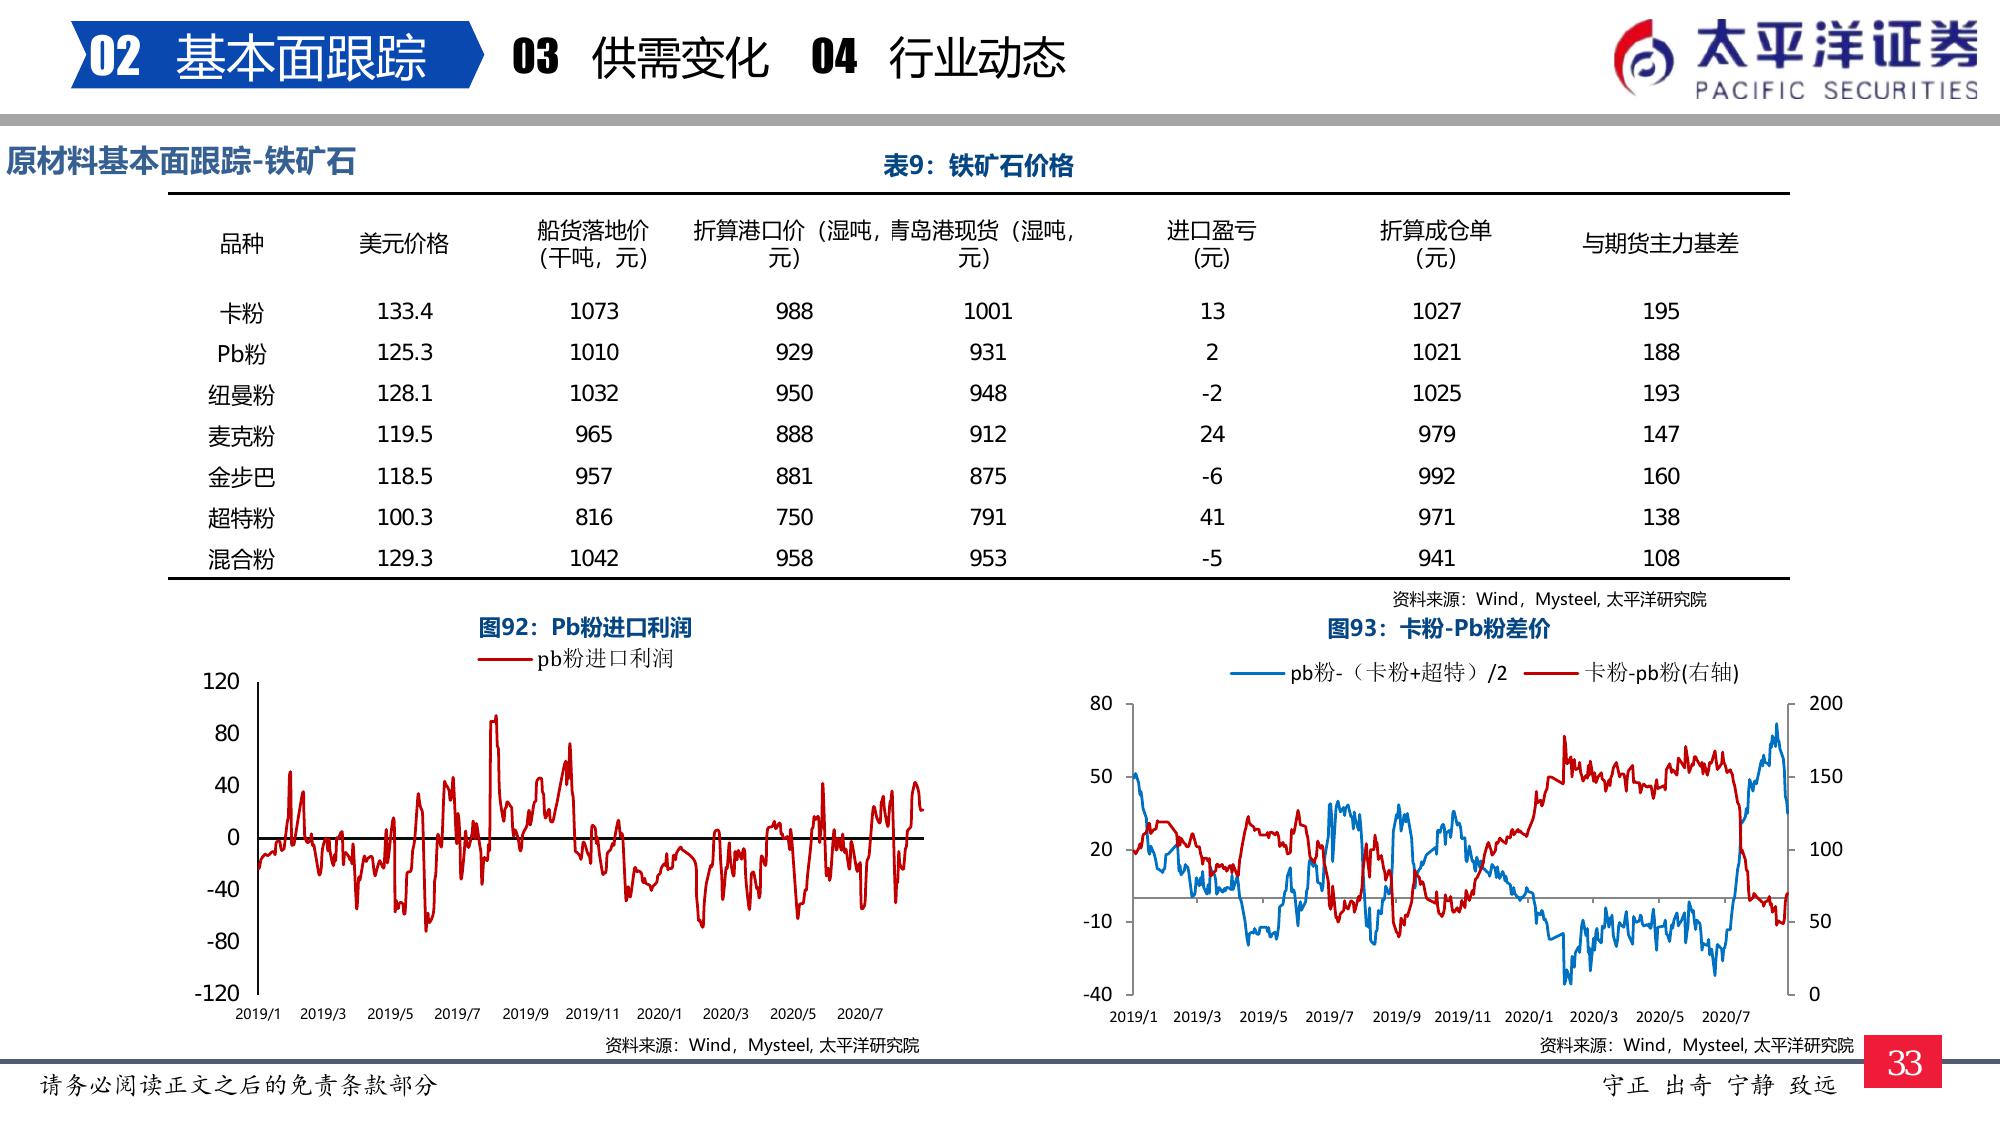 02 基本面跟踪 03 供需变化 04 行业动态
太平洋证券
PACIFIC SECURITIES
原材料基本面跟踪-铁矿石
表9：铁矿石价格
品种 美元价格 船货落地价（干吨，元） 折算港口价（湿吨，元） 青岛港现货（湿吨，元） 进口盈亏(元) 折算成仓单（元） 与期货主力基差
卡粉 133.4 1073 988 1001 13 1027 195
Pb粉 125.3 1010 929 931 2 1021 188
纽曼粉 128.1 1032 950 948 -2 1025 193
麦克粉 119.5 965 888 912 24 979 147
金步巴 118.5 957 881 875 -6 992 160
超特粉 100.3 816 750 791 41 971 138
混合粉 129.3 1042 958 953 -5 941 108
资料来源：Wind，Mysteel, 太平洋研究院
图92：Pb粉进口利润
pb粉进口利润
120
80
40
0
-40
-80
-120
2019/1 2019/3 2019/5 2019/7 2019/9 2019/11 2020/1 2020/3 2020/5 2020/7
资料来源：Wind，Mysteel, 太平洋研究院
图93：卡粉-Pb粉差价
pb粉-（卡粉+超特）/2 卡粉-pb粉(右轴)
80 200
50 150
20 100
-10 50
-40 0
2019/1 2019/3 2019/5 2019/7 2019/9 2019/11 2020/1 2020/3 2020/5 2020/7
资料来源：Wind，Mysteel, 太平洋研究院
33
请务必阅读正文之后的免责条款部分
守正 出奇 宁静 致远